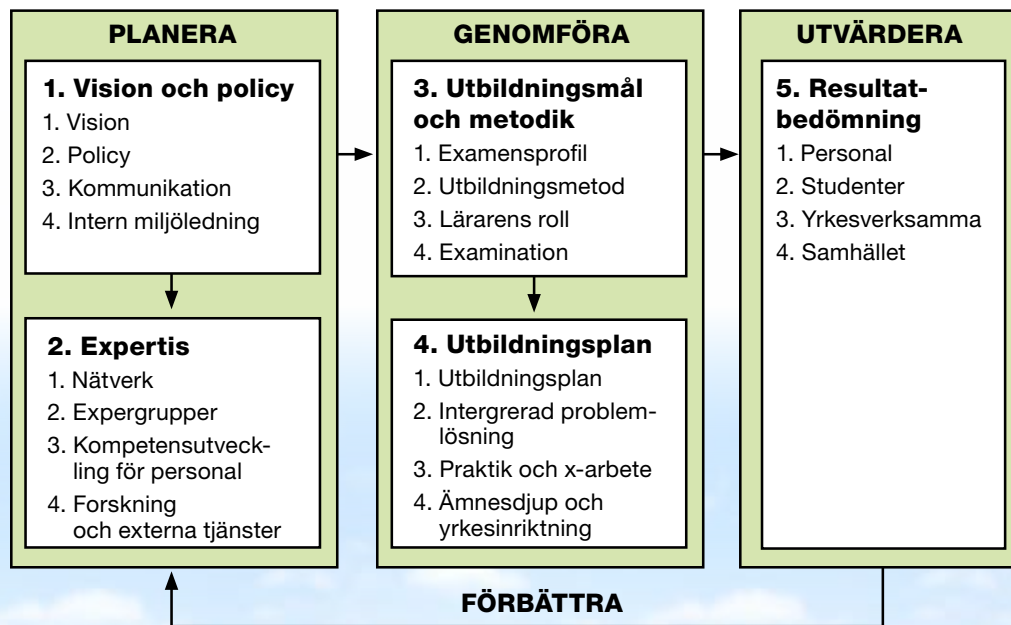 PLANERA
1. Vision och policy
1. Vision
2. Policy
3. Kommunikation
4. Intern miljöledning
2. Expertis
1. Nätverk
2. Expergrupper
3. Kompetensutveck-
ling för personal
4. Forskning
och externa tjänster
GENOMFÖRA
3. Utbildningsmål
och metodik
1. Examensprofil
2. Utbildningsmetod
3. Lärarens roll
4. Examination
4. Utbildningsplan
1. Utbildningsplan
2. Intergrerad problem-
lösning
3. Praktik och x-arbete
4. Ämnesdjup och
yrkesinriktning
UTVÄRDERA
5. Resultat-
bedömning
1. Personal
2. Studenter
3. Yrkesverksamma
4. Samhället
FÖRBÄTTRA